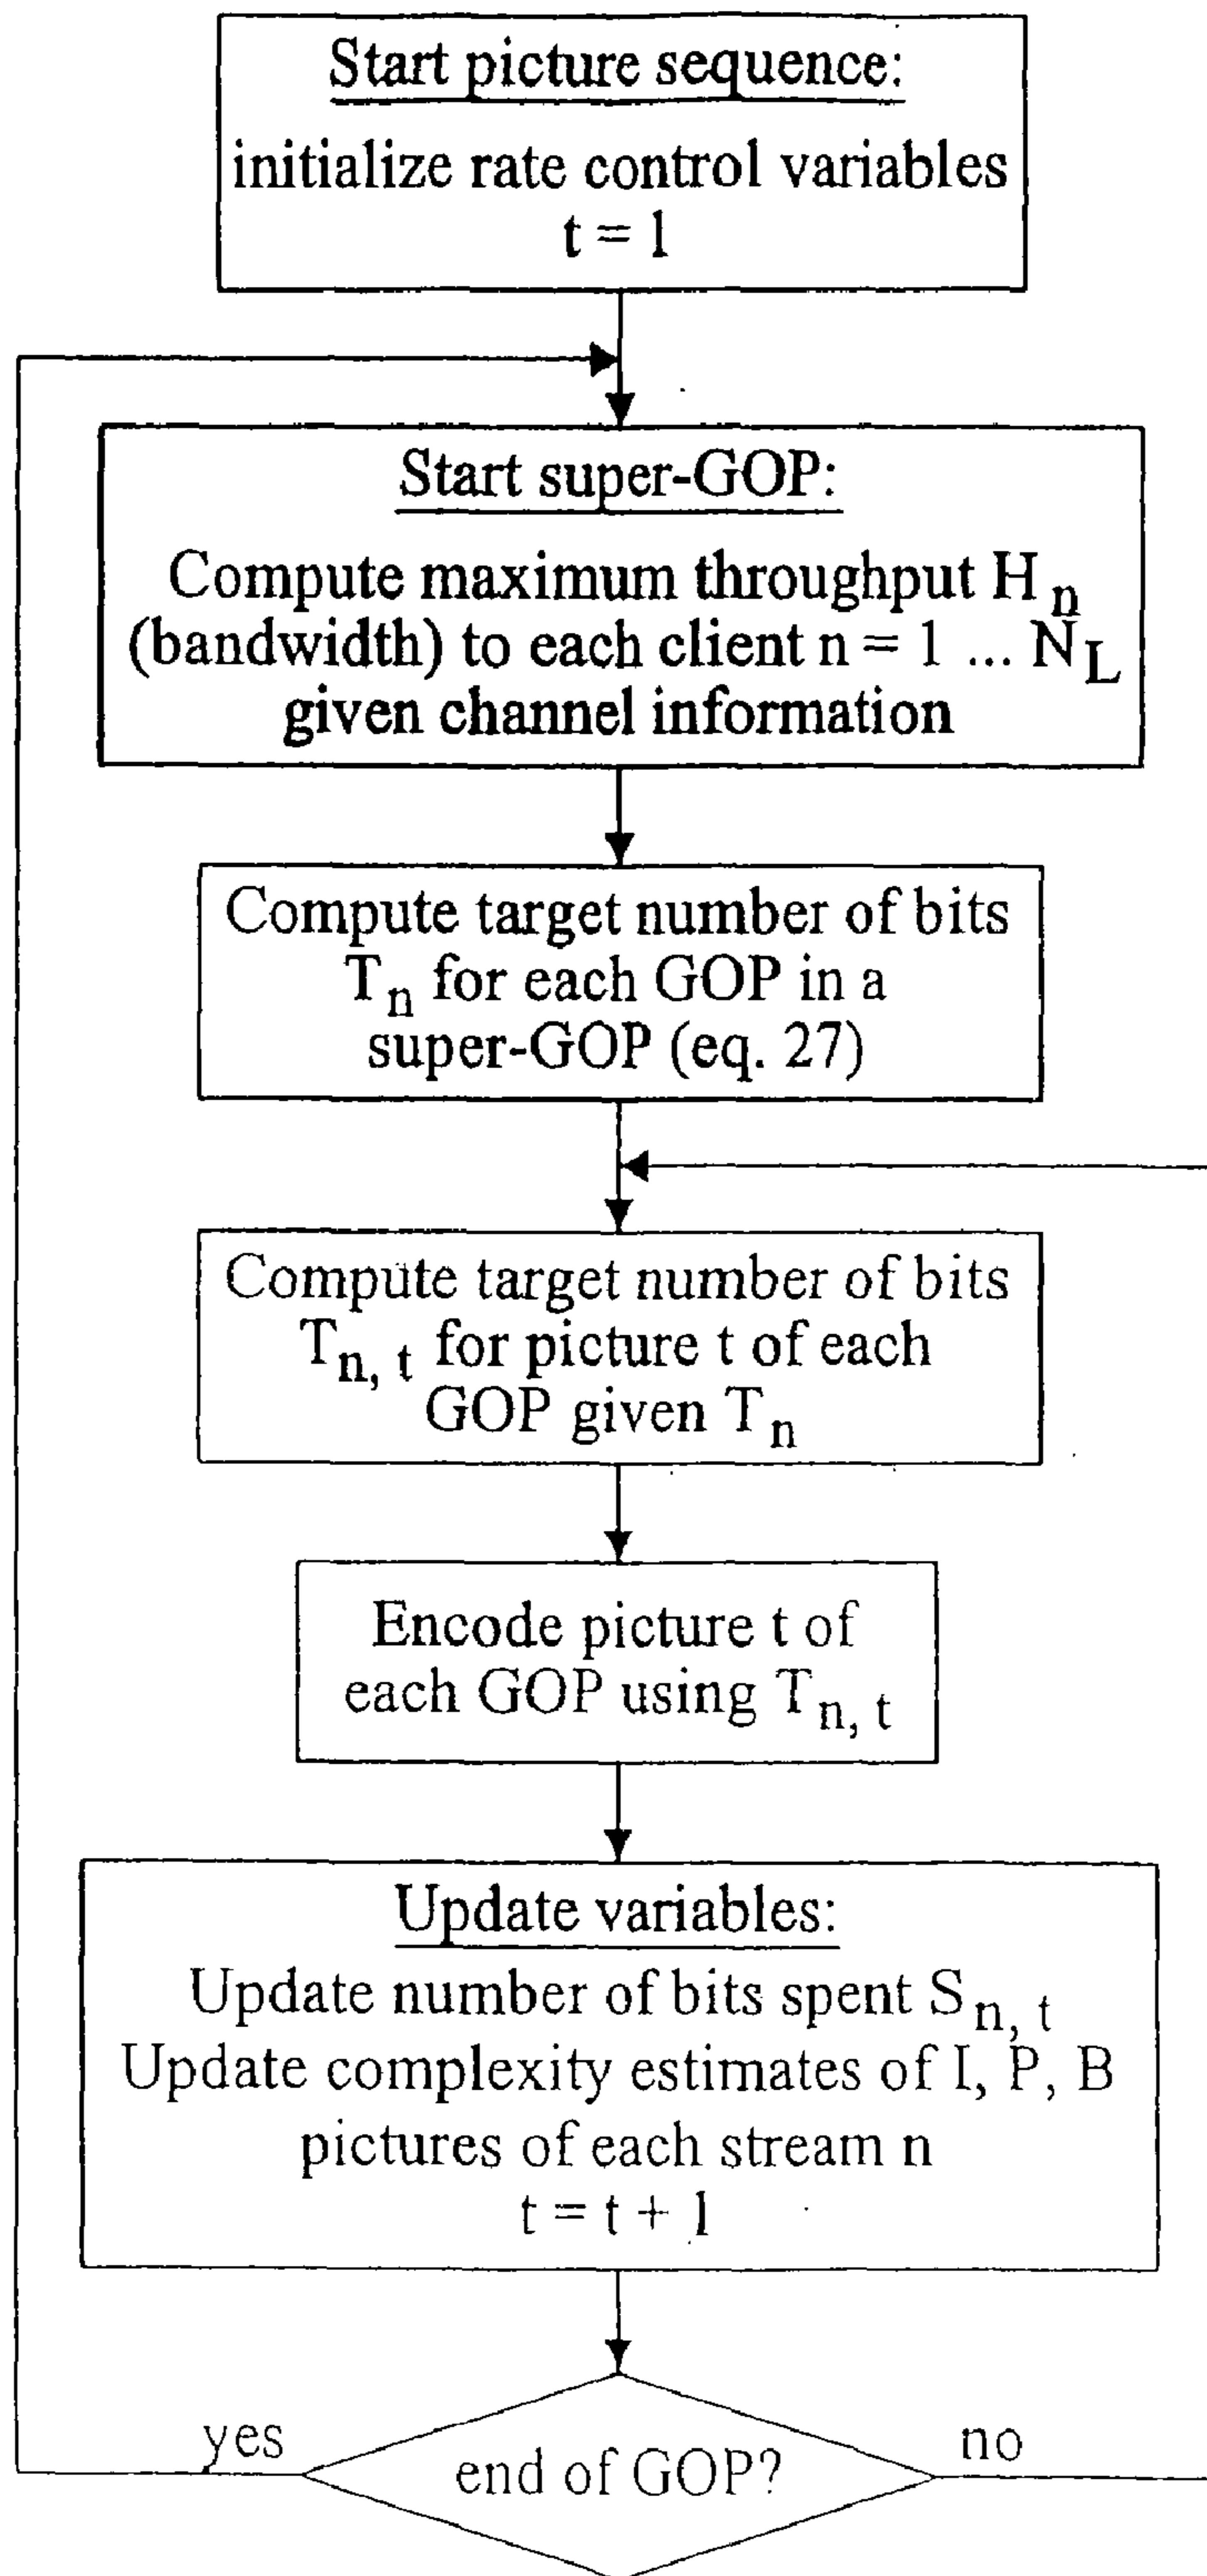 Start picture sequence:
initialize rate control variables
t = 1
Start super-GOP:
Compute maximum throughput H n
(bandwidth) to each client n = 1 ... N L
given channel information
Compute target number of bits
T n for each GOP in a
super-GOP (eq. 27)
Compute target number of bits
T n, t for picture t of each
GOP given T n
Encode picture t of
each GOP using T n, t
Update variables:
Update number of bits spent S n, t
Update complexity estimates of I, P, B
pictures of each stream n
t = t + 1
yes
end of GOP?
no